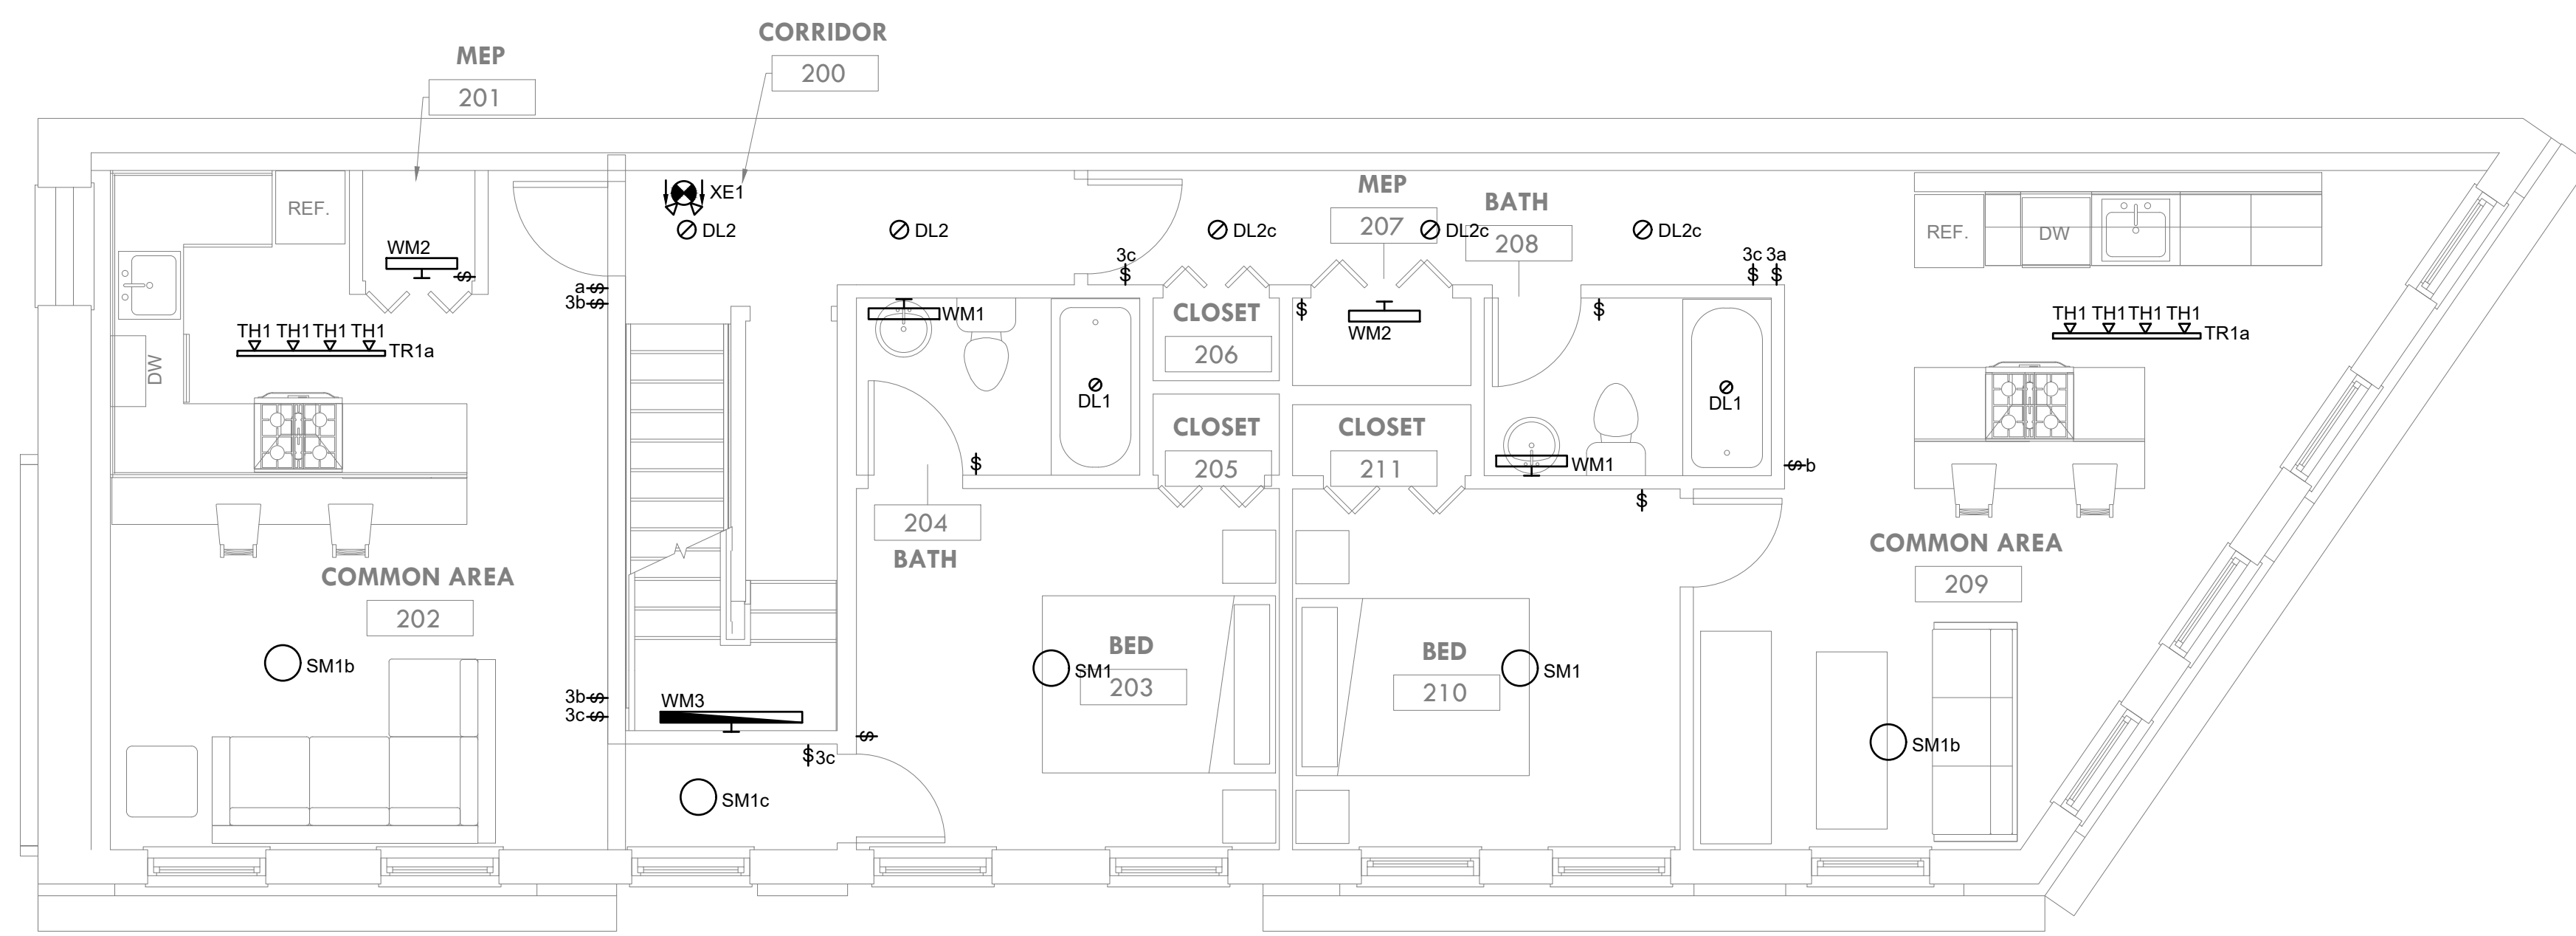 CORRIDOR
200
MEP
201
REF.
WM2
$
a $
3b $
XE1
DL2
DL2
DL2c
DL2c
DL2c
MEP
207
BATH
208
3c
$
3c 3a
$ $
REF.
DW
TH1 TH1 TH1 TH1
TR1a
DW
WM1
CLOSET
206
$
WM2
$
TH1 TH1 TH1 TH1
TR1a
DL1
DL1
CLOSET
205
CLOSET
211
$
WM1
$ b
$
204
BATH
COMMON AREA
202
COMMON AREA
209
SM1b
BED
203
SM1
BED
210
SM1
3b $
3c $
WM3
$ 3c
$
SM1c
SM1b